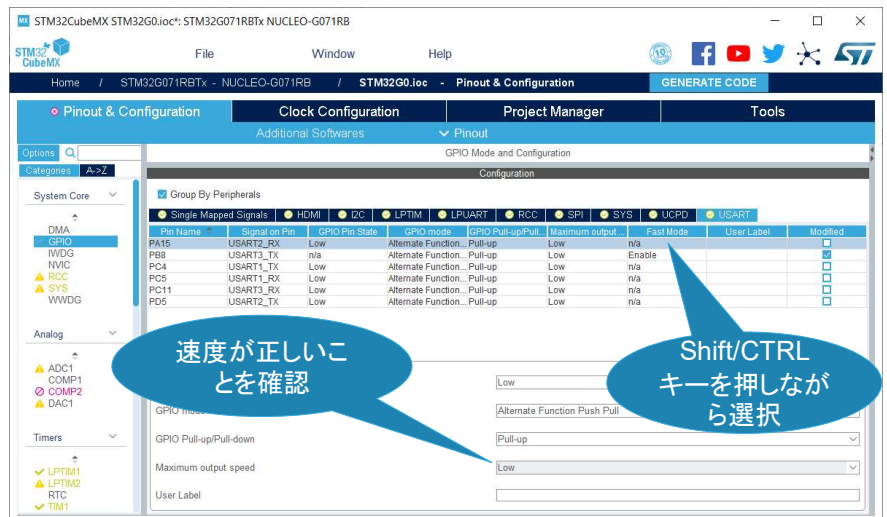 MX STM32CubeMX STM32G0.ioc*: STM32G071RBTx NUCLEO-G071RB
STM32
CubeMX
File
Window
Help
10
Home / STM32G071RBTx - NUCLEO-G071RB / STM32G0.ioc - Pinout & Configuration
GENERATE CODE
Pinout & Configuration
Clock Configuration
Project Manager
Tools
Additional Softwares
Pinout
Options
GPIO Mode and Configuration
Categories A->Z
Configuration
System Core
DMA
GPIO
IWDG
NVIC
RCC
SYS
WWDG
Analog
ADC1
COMP1
COMP2
DAC1
Timers
LPTIM1
LPTIM2
RTC
TIM1
Group By Peripherals
Single Mapped Signals HDMI I2C LPTIM LPUART RCC SPI SYS UCPD USART
Pin Name Signal on Pin GPIO Pin State GPIO mode GPIO Pull-up/Pull... Maximum output... Fast Mode User Label Modified
PA15 USART2_RX Low Alternate Function... Pull-up Low n/a
PB8 USART3_TX n/a Alternate Function... Pull-up Low Enable
PC4 USART1_TX Low Alternate Function... Pull-up Low n/a
PC5 USART1_RX Low Alternate Function... Pull-up Low n/a
PC11 USART3_RX Low Alternate Function... Pull-up Low n/a
PD5 USART2_TX Low Alternate Function... Pull-up Low n/a
速度が正しいこ
とを確認
Shift/CTRL
キーを押しなが
ら選択
Low
GPIO mode
Alternate Function Push Pull
GPIO Pull-up/Pull-down
Pull-up
Maximum output speed
Low
User Label